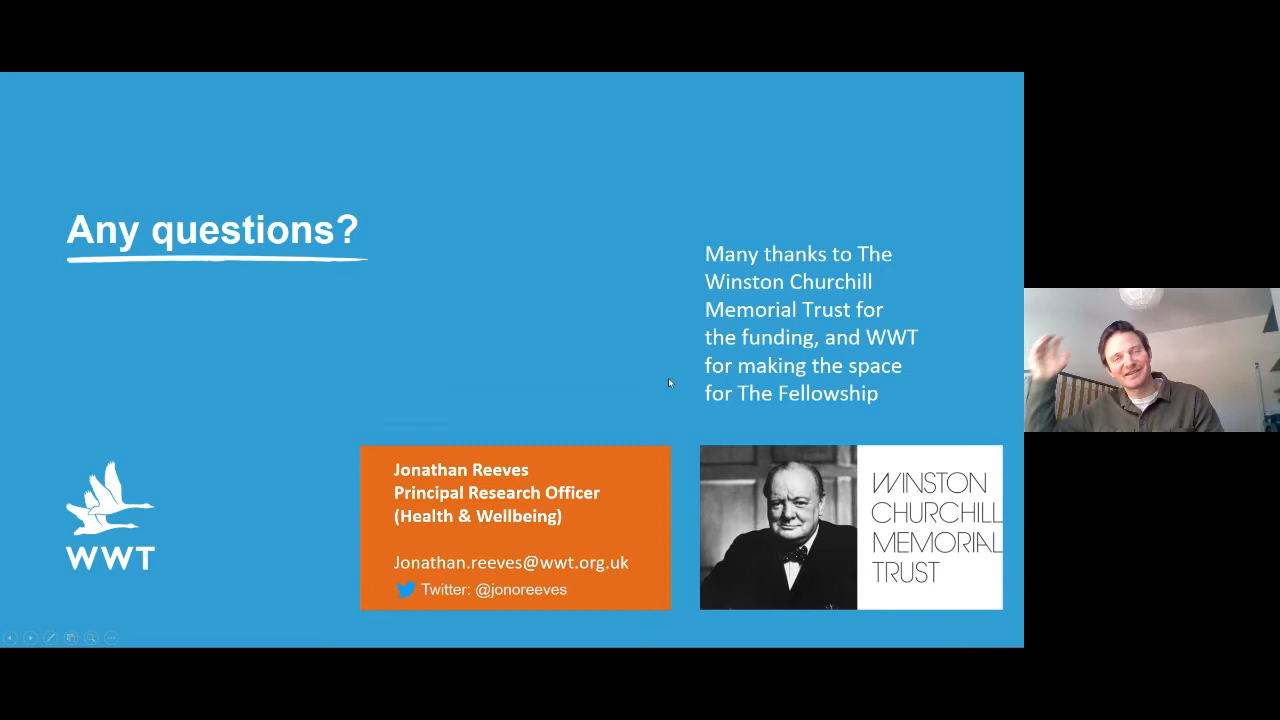 Any questions?
Many thanks to The
Winston Churchill
Memorial Trust for
the funding, and WWT
for making the space
for The Fellowship
WWT
Jonathan Reeves
Principal Research Officer
(Health & Wellbeing)
Jonathan.reeves@wwt.org.uk
Twitter: @jonoreeves
WINSTON
CHURCHILL
MEMORIAL
TRUST